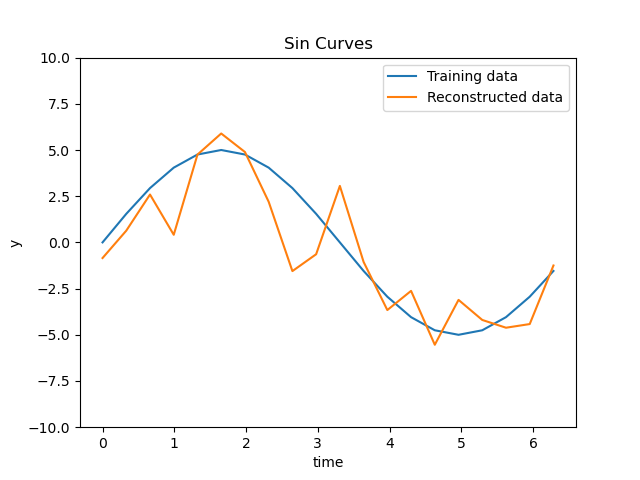 Sin Curves
Training data
Reconstructed data
y
10.0
7.5
5.0
2.5
0.0
−2.5
−5.0
−7.5
−10.0
0 1 2 3 4 5 6
time